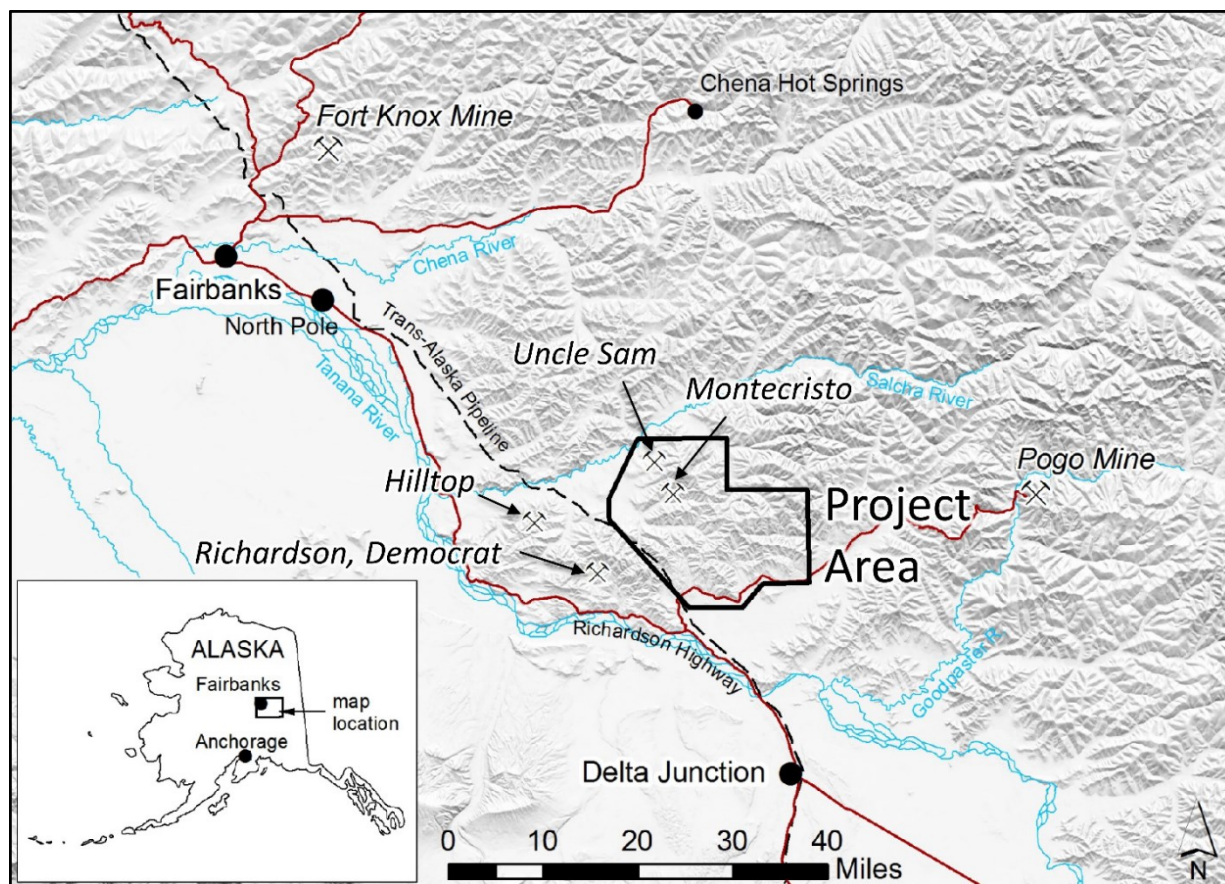 Chena Hot Springs
Fort Knox Mine
Chena River
Fairbanks
North Pole
Tanana River
Trans-Alaska Pipeline
Uncle Sam
Montecristo
Salcha River
Hilltop
Pogo Mine
Project
Area
Richardson, Democrat
Richardson Highway
Goodpaster R.
ALASKA
Fairbanks
map
location
Anchorage
Delta Junction
0 10 20 30 40
Miles
N